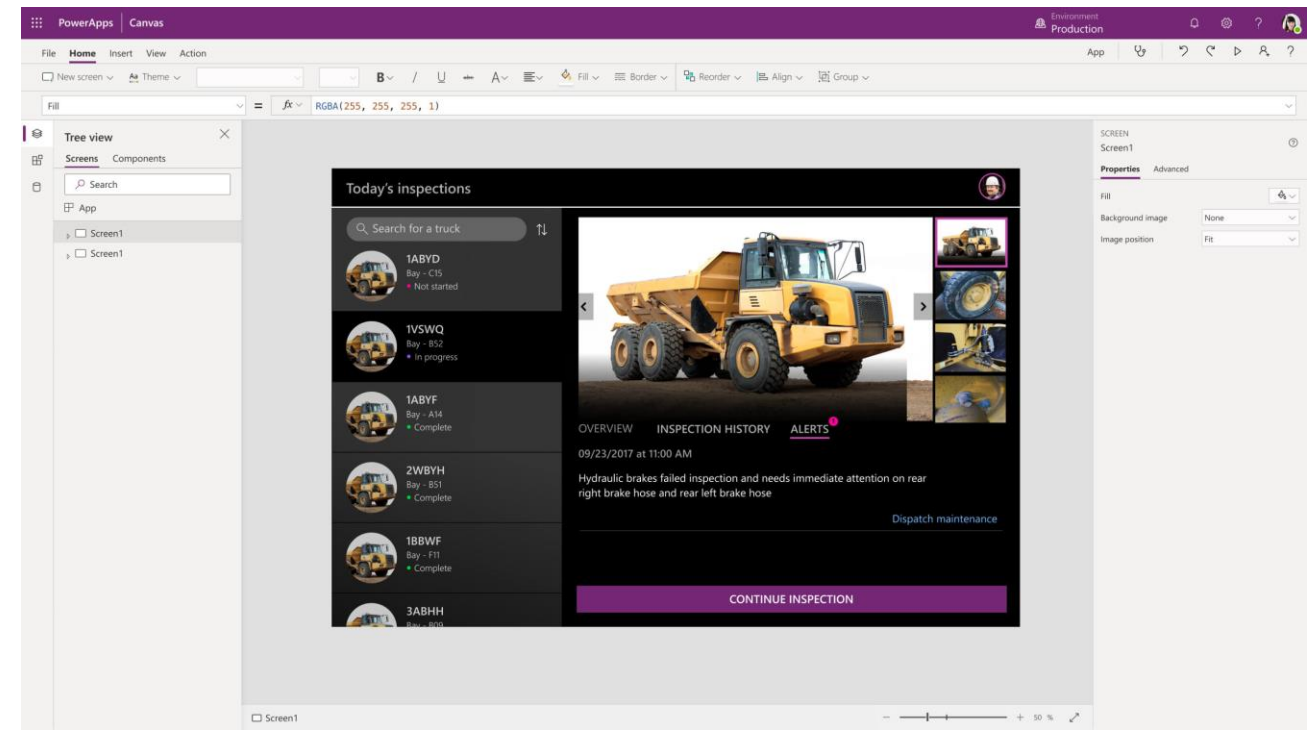 PowerApps Canvas
Environment
Production
?
File Home Insert View Action
App
?
New screen Theme
B / U A Fill Border Reorder Align Group
Fill = fx RGBA(255, 255, 255, 1)
Tree view
Screens Components
Search
App
Screen1
Screen1
Today's inspections
Search for a truck
1ABYD
Bay - C15
Not started
1VSWQ
Bay - B52
In progress
1ABYF
Bay - A14
Complete
2WBYH
Bay - B51
Complete
1BBWF
Bay - F11
Complete
3ABHH
Bay - B09
OVERVIEW INSPECTION HISTORY ALERTS
09/23/2017 at 11:00 AM
Hydraulic brakes failed inspection and needs immediate attention on rear
right brake hose and rear left brake hose
Dispatch maintenance
CONTINUE INSPECTION
SCREEN
Screen1
Properties Advanced
Fill
Background image None
Image position Fit
Screen1
50 %